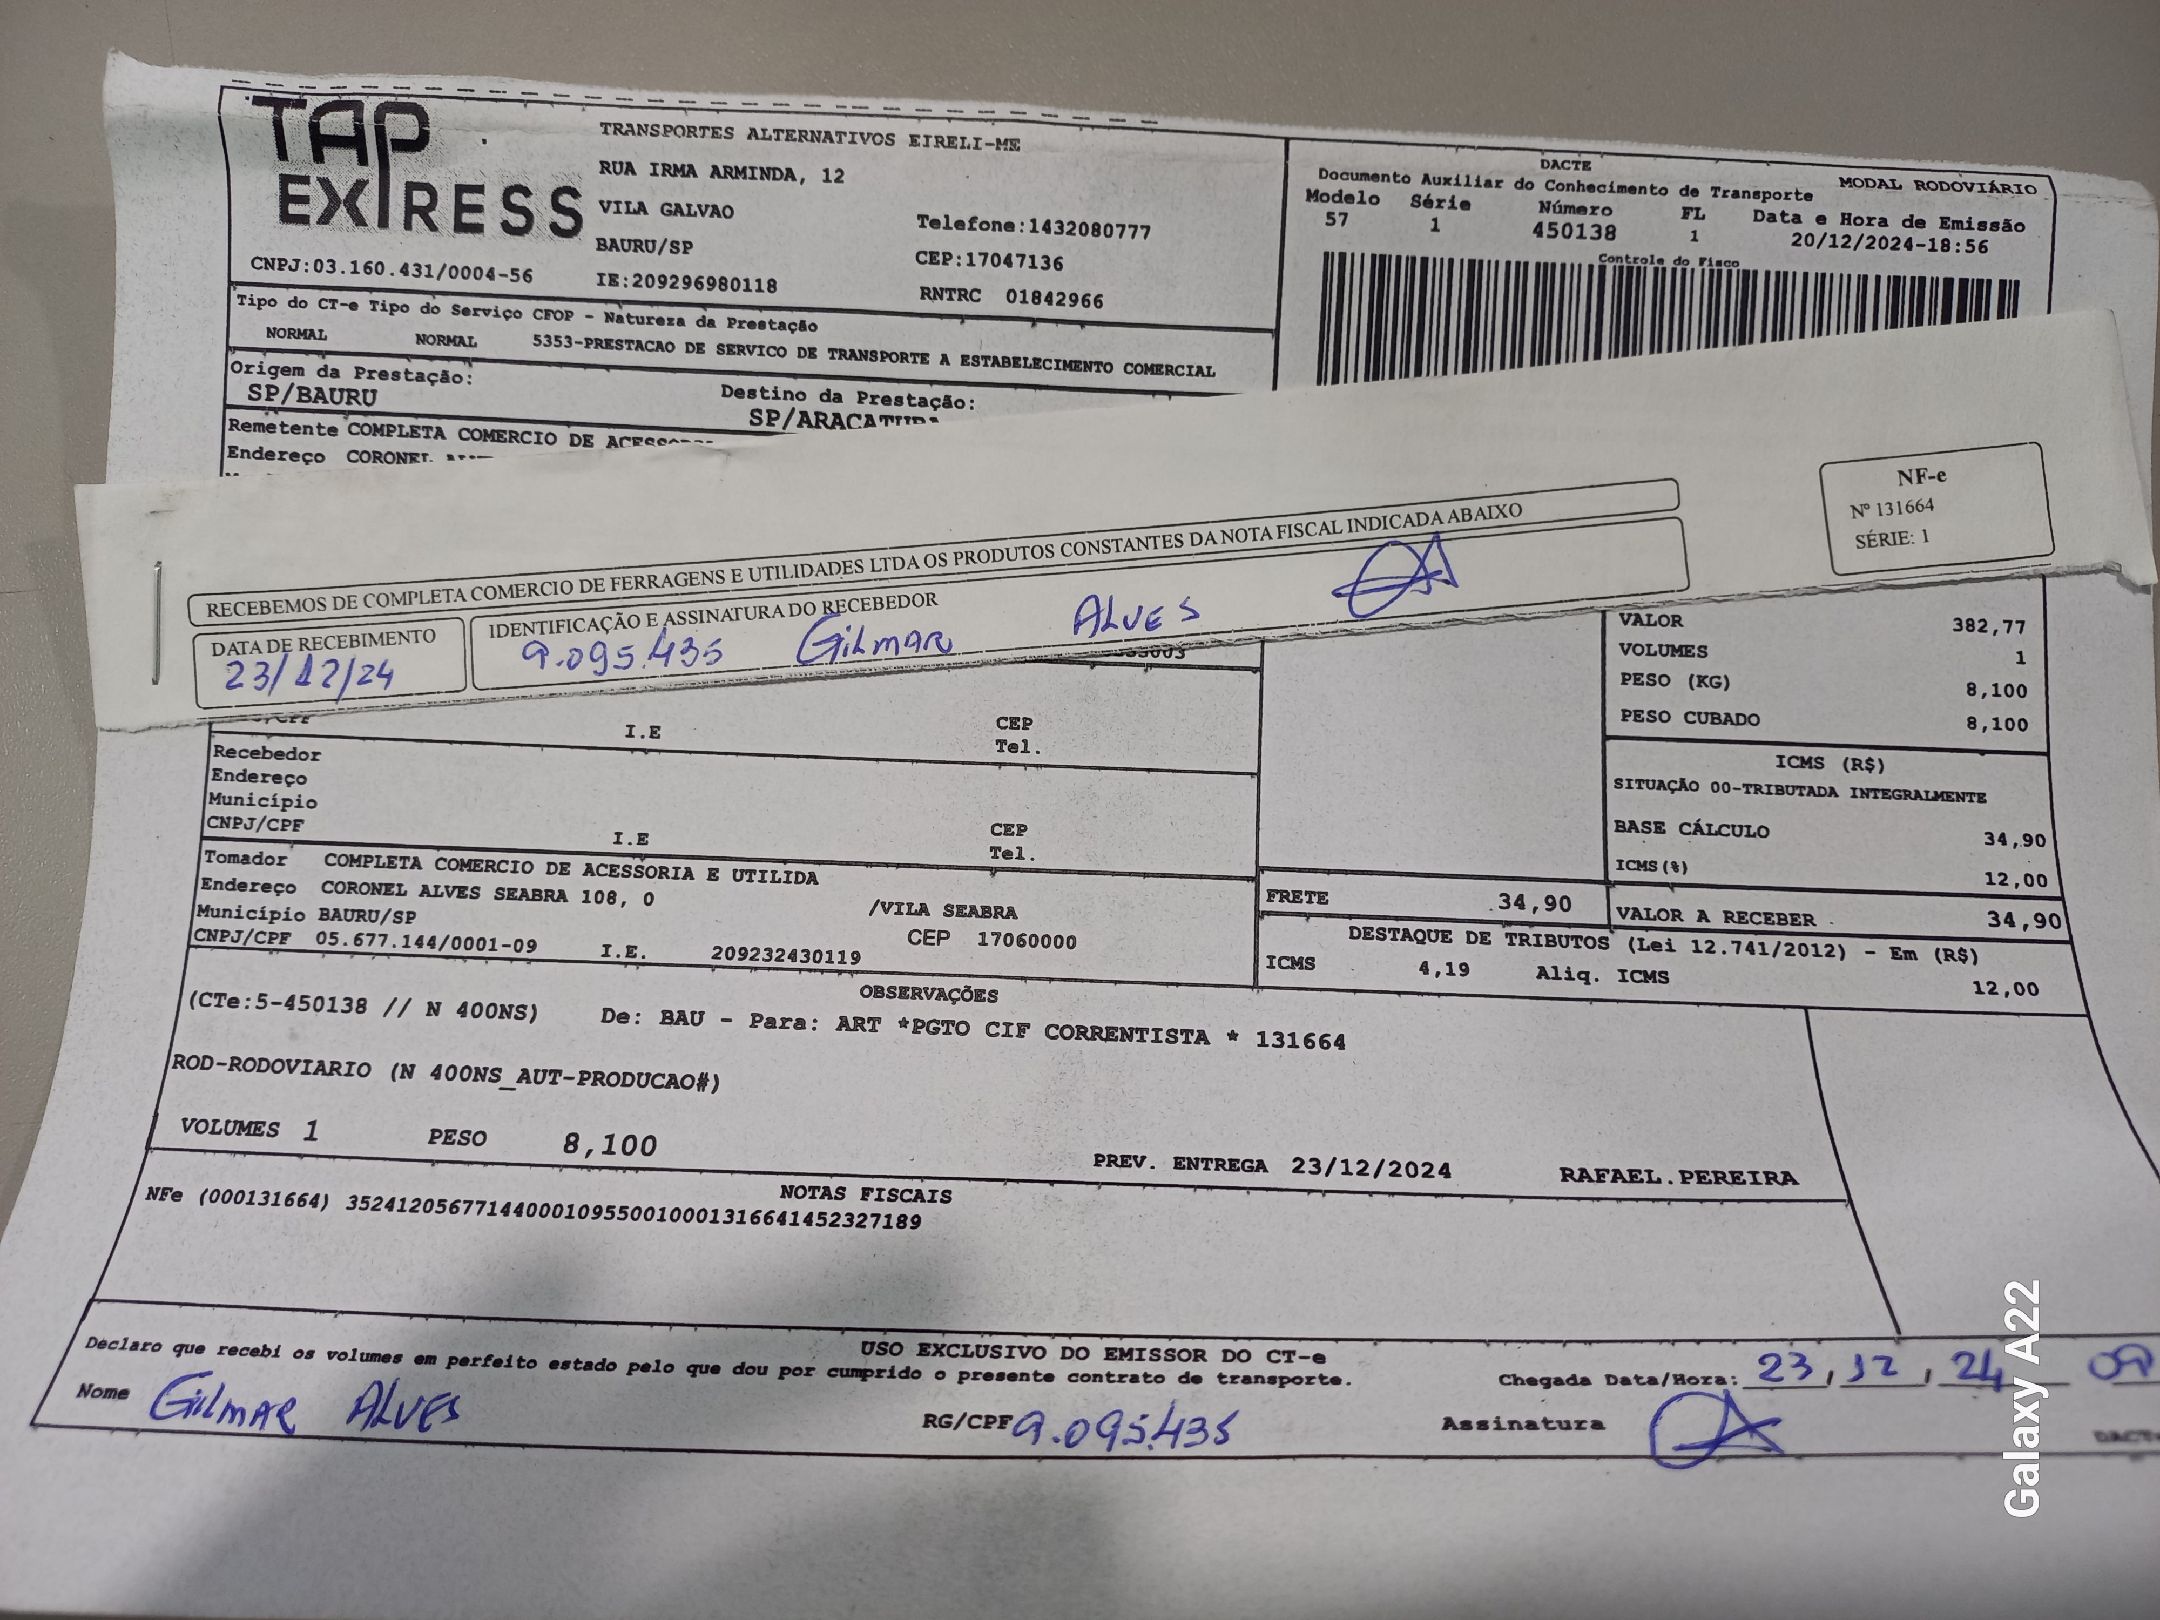 TAP EXPRESS
TRANSPORTES ALTERNATIVOS EIRELI-ME
RUA IRMA ARMINDA, 12
VILA GALVAO
BAURU/SP
IE:209296980118
Telefone:1432080777
CEP:17047136
RNTRC 01842966
CNPJ:03.160.431/0004-56
DACTE
Documento Auxiliar do Conhecimento de Transporte
MODAL RODOVIÁRIO
Modelo Série Número FL Data e Hora de Emissão
57 1 450138 1 20/12/2024-18:56
Controle do Fisco
Tipo do CT-e Tipo do Serviço CFOP - Natureza da Prestação
NORMAL NORMAL 5353-PRESTACAO DE SERVICO DE TRANSPORTE A ESTABELECIMENTO COMERCIAL
Origem da Prestação:
SP/BAURU
Destino da Prestação:
SP/ARACATUBA
Remetente COMPLETA COMERCIO DE
Endereço CORONEL
NF-e
Nº 131664
SÉRIE: 1
RECEBEMOS DE COMPLETA COMERCIO DE FERRAGENS E UTILIDADES LTDA OS PRODUTOS CONSTANTES DA NOTA FISCAL INDICADA ABAIXO
DATA DE RECEBIMENTO
23/12/24
IDENTIFICAÇÃO E ASSINATURA DO RECEBEDOR
9.095.435 GILMAR ALVES
VALOR 382,77
VOLUMES 1
PESO (KG) 8,100
PESO CUBADO 8,100
I.E CEP
Tel.
Recebedor
Endereço
Município
CNPJ/CPF I.E CEP
Tel.
ICMS (R$)
SITUAÇÃO 00-TRIBUTADA INTEGRALMENTE
BASE CÁLCULO 34,90
ICMS(%) 12,00
Tomador COMPLETA COMERCIO DE ACESSORIA E UTILIDA
Endereço CORONEL ALVES SEABRA 108, 0 /VILA SEABRA
Município BAURU/SP CEP 17060000
CNPJ/CPF 05.677.144/0001-09 I.E. 209232430119
FRETE 34,90 VALOR A RECEBER 34,90
DESTAQUE DE TRIBUTOS (Lei 12.741/2012) - Em (R$)
ICMS 4,19 Aliq. ICMS 12,00
OBSERVAÇÕES
(CTe:5-450138 // N 400NS) De: BAU - Para: ART *PGTO CIF CORRENTISTA * 131664
ROD-RODOVIARIO (N 400NS_AUT-PRODUCAO#)
VOLUMES 1 PESO 8,100
PREV. ENTREGA 23/12/2024 RAFAEL.PEREIRA
NOTAS FISCAIS
NFe (000131664) 35241205677144000109550010001316641452327189
USO EXCLUSIVO DO EMISSOR DO CT-e
Declaro que recebi os volumes em perfeito estado pelo que dou por cumprido o presente contrato de transporte.
Chegada Data/Hora: 23, 12, 24 09
Nome GILMAR ALVES RG/CPF 9.095.435 Assinatura
DACT
Galaxy A22